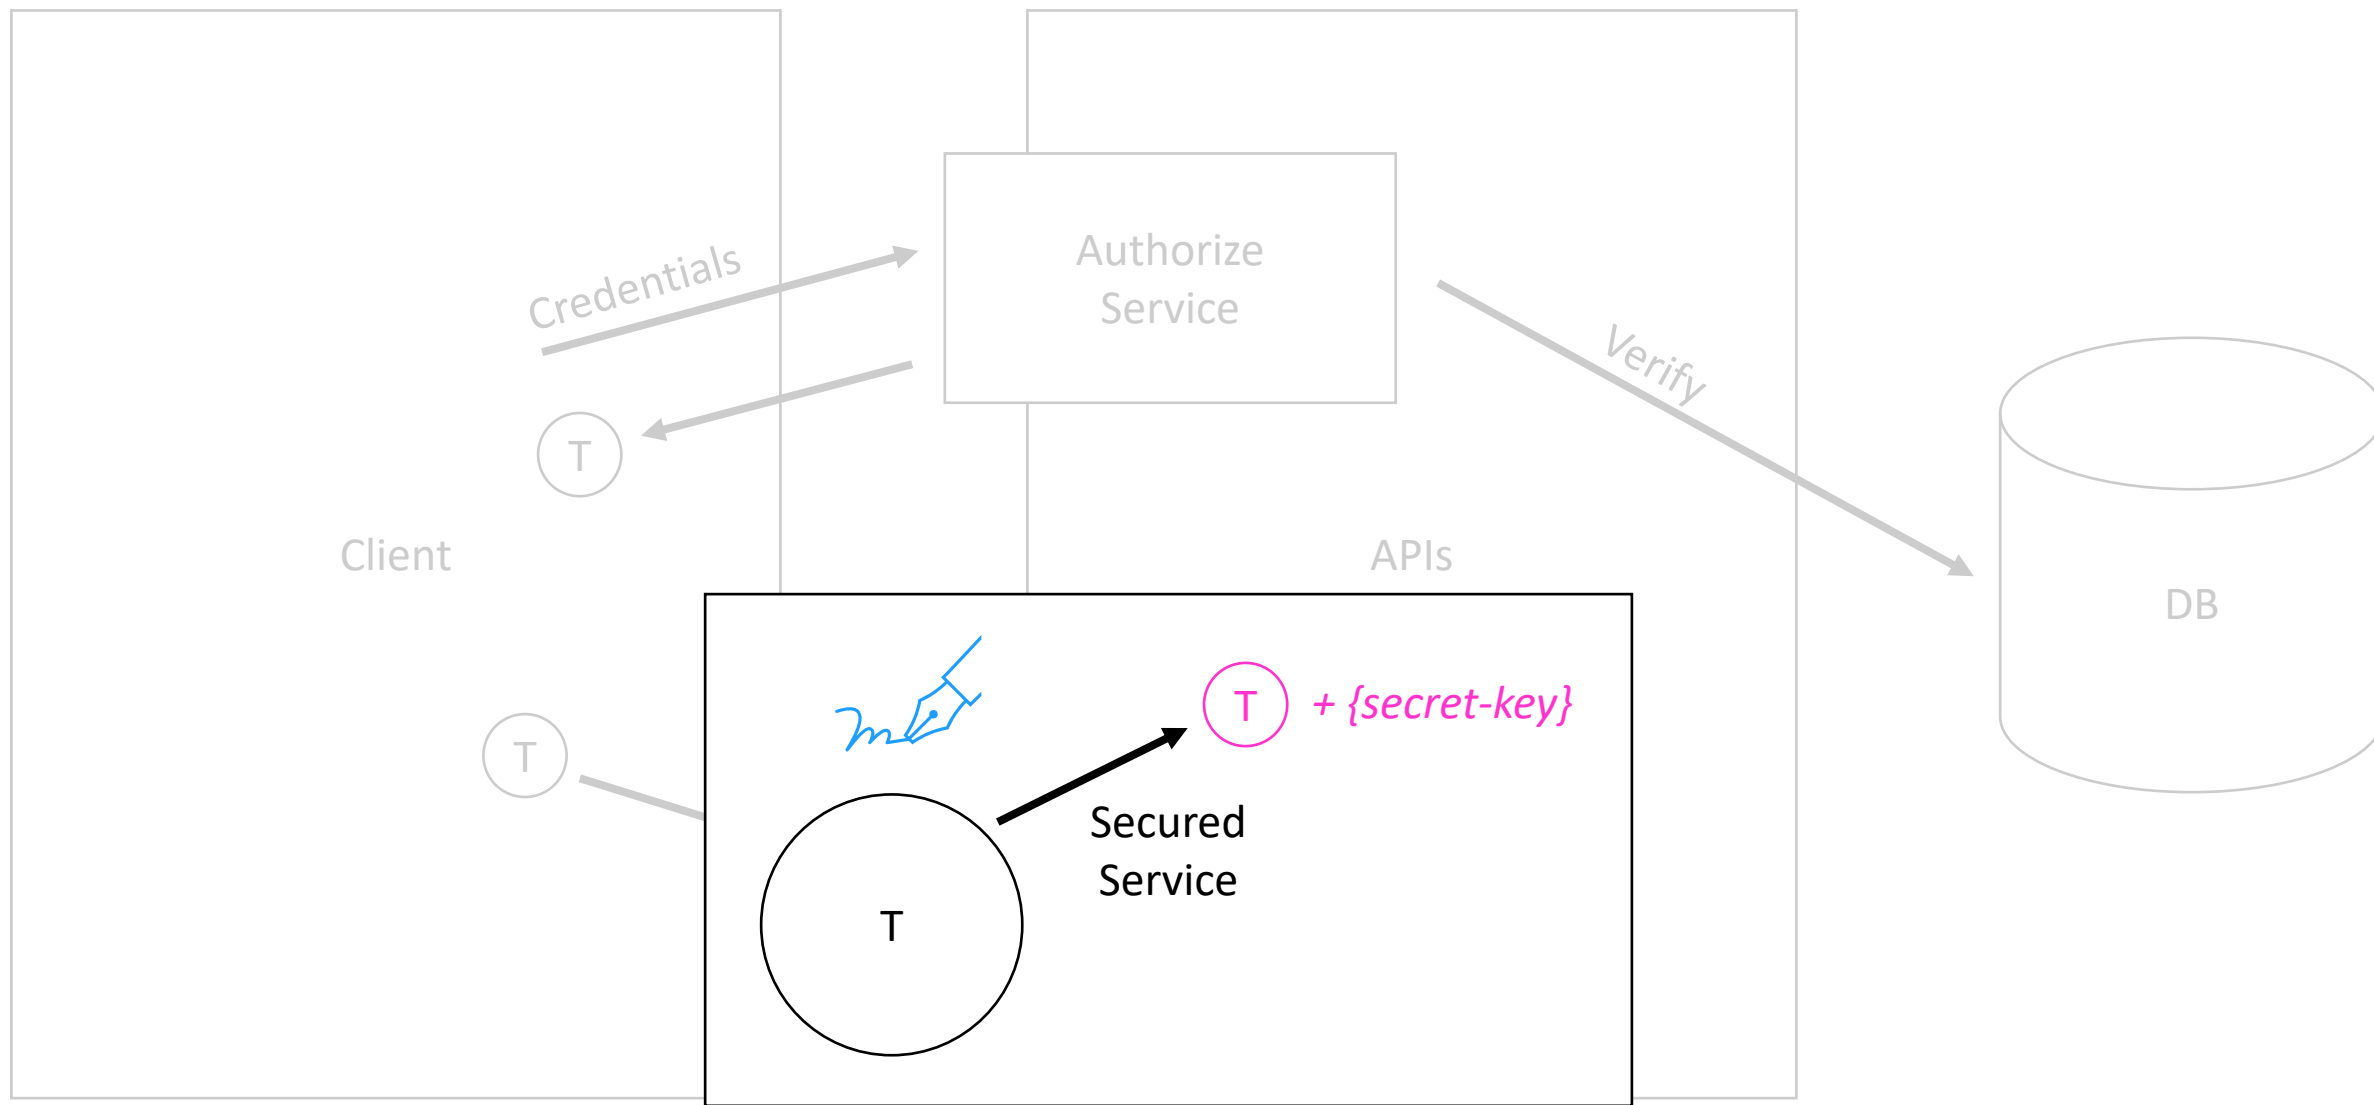 Credentials
Authorize
Service
Verify
T
Client
APIs
DB
T
T + {secret-key}
Secured
Service
T